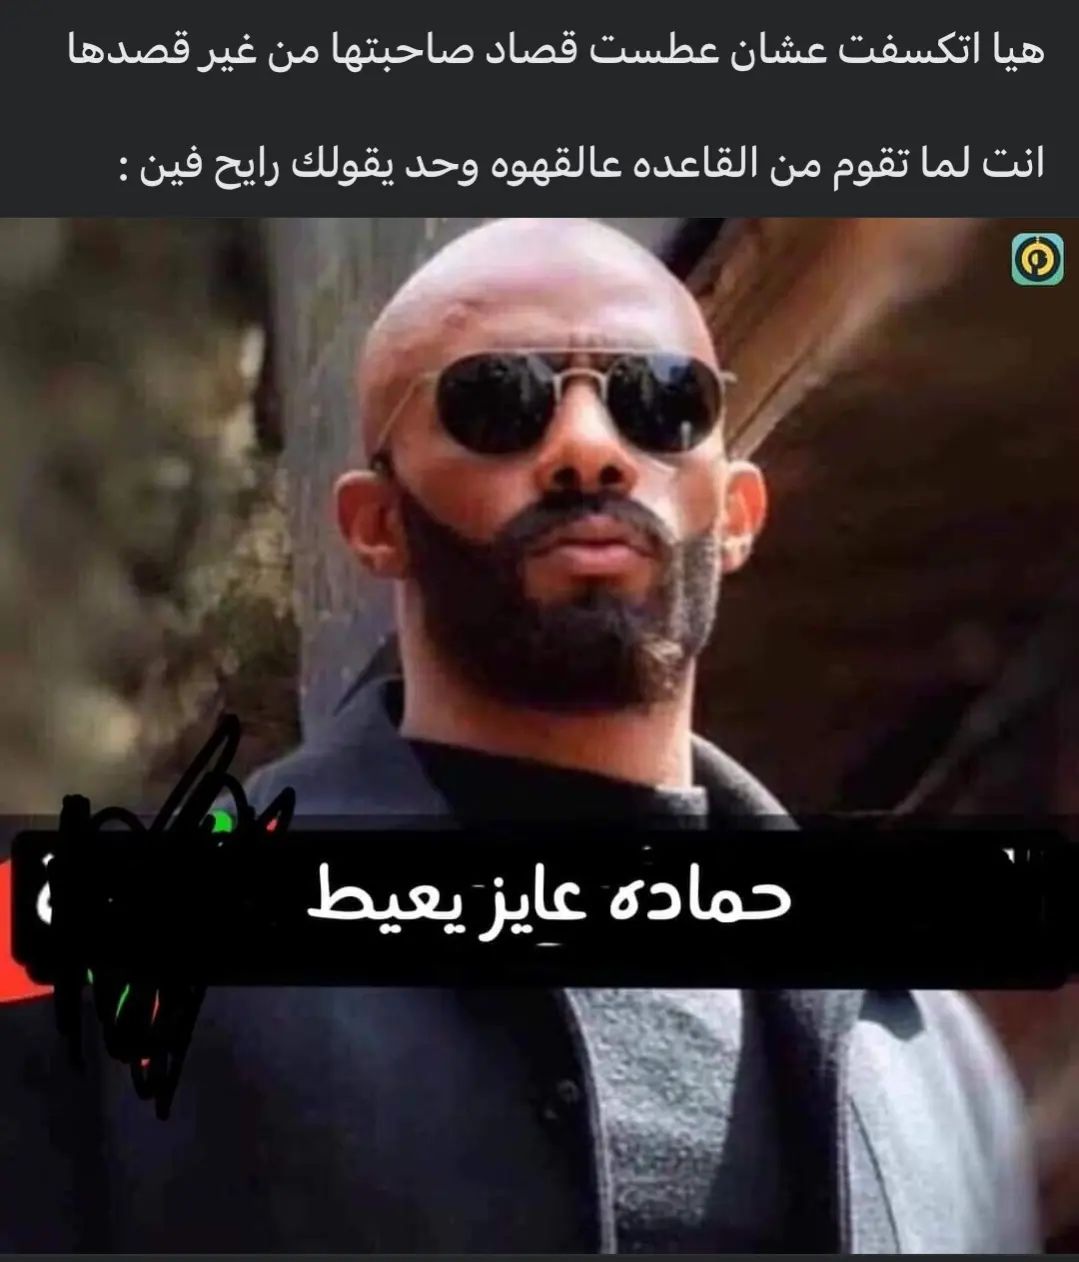 هيا اتكسفت عشان عطست قصاد صاحبتها من غير قصدها
انت لما تقوم من القاعده عالقهوه وحد يقولك رايح فين :
حماده عايز يعيط